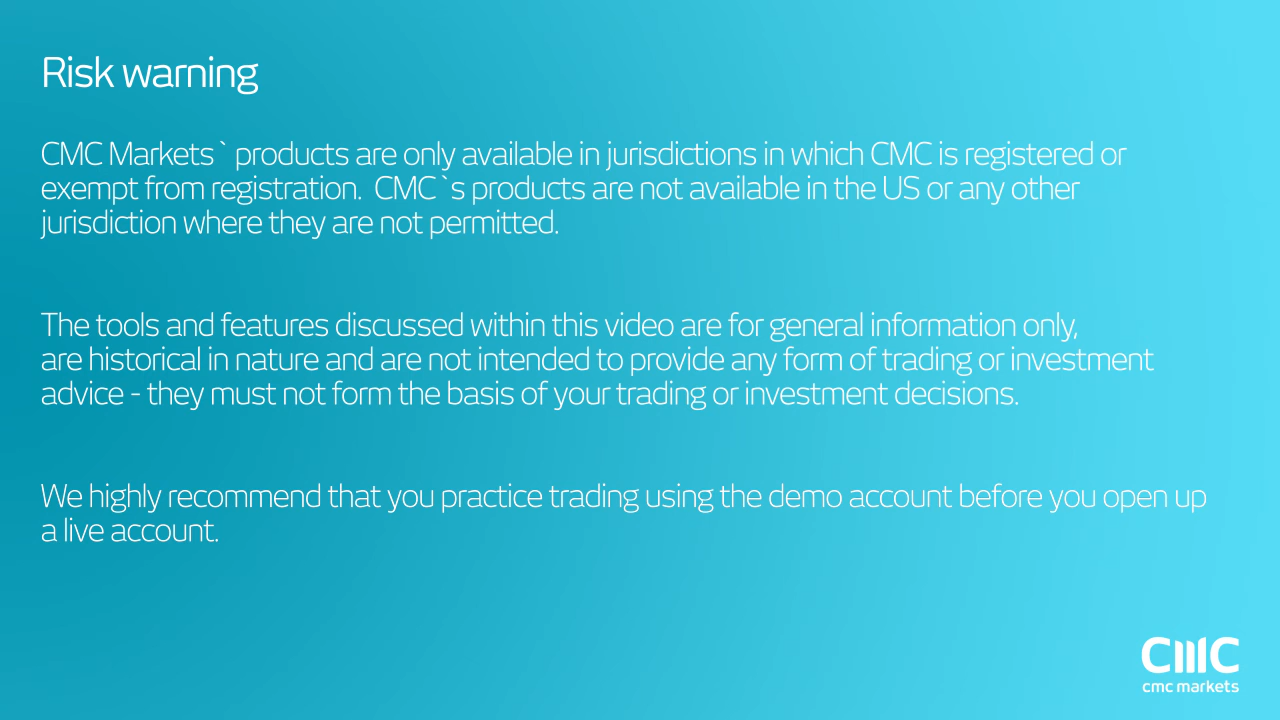 Risk warning
CMC Markets` products are only available in jurisdictions in which CMC is registered or
exempt from registration.  CMC`s products are not available in the US or any other
jurisdiction where they are not permitted.
The tools and features discussed within this video are for general information only,
are historical in nature and are not intended to provide any form of trading or investment
advice - they must not form the basis of your trading or investment decisions.
We highly recommend that you practice trading using the demo account before you open up
a live account.
cmc
cmc markets